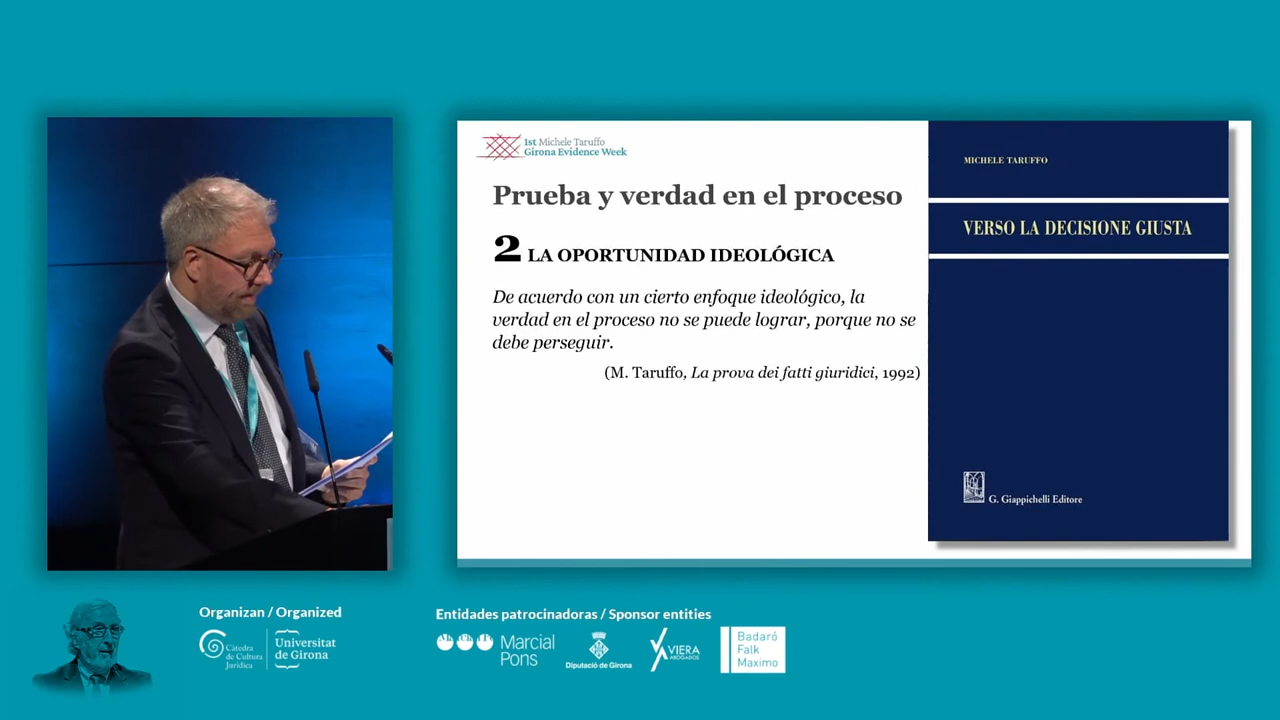 1st Michele Taruffo
Girona Evidence Week
Prueba y verdad en el proceso
2 LA OPORTUNIDAD IDEOLÓGICA
De acuerdo con un cierto enfoque ideológico, la
verdad en el proceso no se puede lograr, porque no se
debe perseguir.
(M. Taruffo, La prova dei fatti giuridici, 1992)
MICHELE TARUFFO
VERSO LA DECISIONE GIUSTA
G. Giappichelli Editore
Organizan / Organized
Càtedra
de Cultura
Jurídica
Universitat
de Girona
Entidades patrocinadoras / Sponsor entities
Marcial
Pons
Diputació de Girona
VIERA
ABOGADOS
Badaró
Falk
Maximo